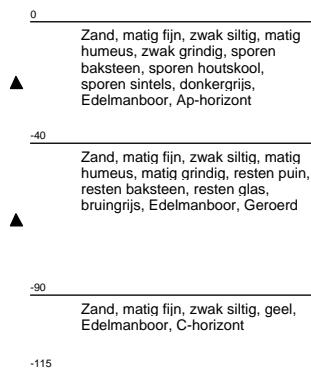 0
Zand, matig fijn, zwak siltig, matig
humeus, zwak grindig, sporen
baksteen, sporen houtskool,
sporen sintels, donkergrijs,
Edelmanboor, Ap-horizont
-40
Zand, matig fijn, zwak siltig, matig
humeus, matig grindig, resten puin,
resten baksteen, resten glas,
bruingrijs, Edelmanboor, Geroerd
-90
Zand, matig fijn, zwak siltig, geel,
Edelmanboor, C-horizont
-115